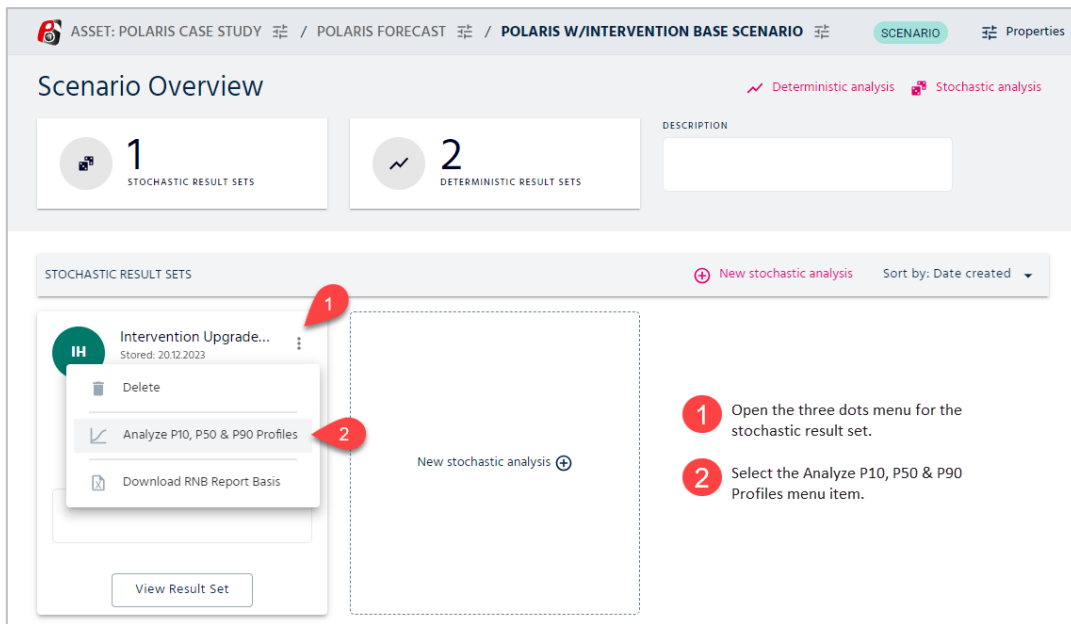 ASSET: POLARIS CASE STUDY / POLARIS FORECAST / POLARIS W/INTERVENTION BASE SCENARIO SCENARIO Properties
Scenario Overview
Deterministic analysis Stochastic analysis
1
STOCHASTIC RESULT SETS
2
DETERMINISTIC RESULT SETS
DESCRIPTION
STOCHASTIC RESULT SETS
New stochastic analysis Sort by: Date created
1
IH
Intervention Upgrade...
Stored: 20.12.2023
Delete
Analyze P10, P50 & P90 Profiles
2
Download RNB Report Basis
View Result Set
New stochastic analysis
1 Open the three dots menu for the
stochastic result set.
2 Select the Analyze P10, P50 & P90
Profiles menu item.